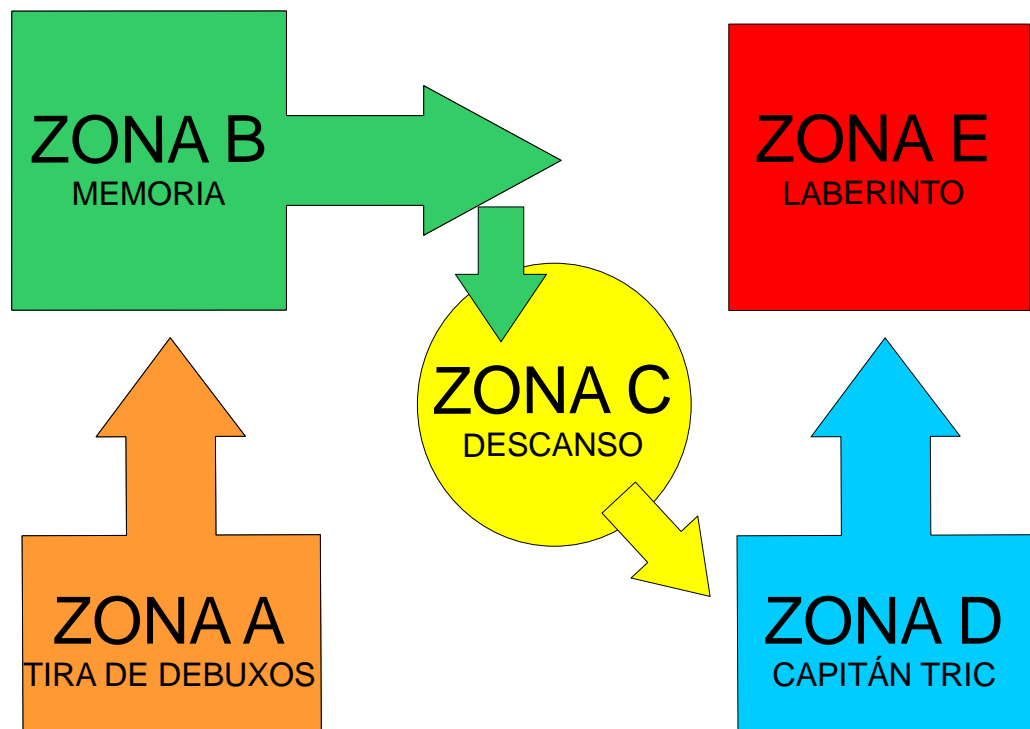 ZONA B
MEMORIA
ZONA E
LABERINTO
ZONA C
DESCANSO
ZONA A
TIRA DE DEBUXOS
ZONA D
CAPITÁN TRIC